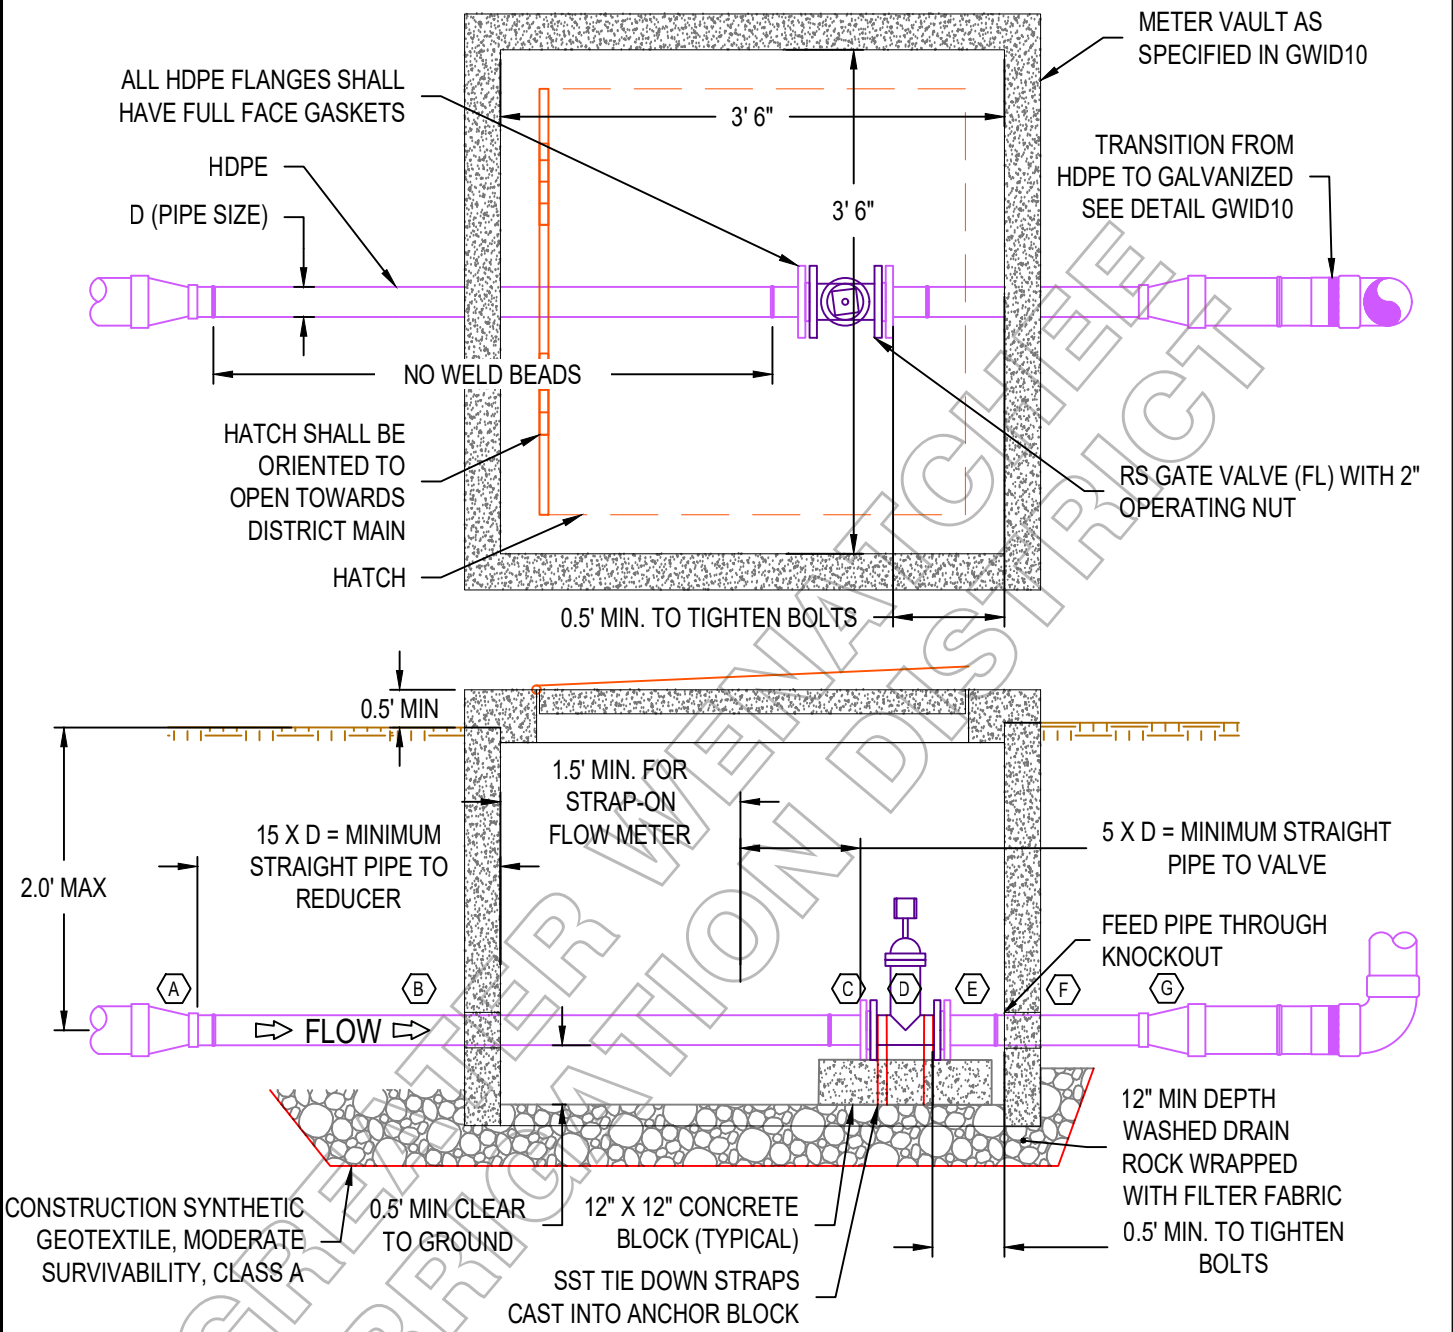 METER VAULT AS
SPECIFIED IN GWID10
ALL HDPE FLANGES SHALL
HAVE FULL FACE GASKETS
3' 6"
TRANSITION FROM
HDPE TO GALVANIZED
SEE DETAIL GWID10
HDPE
D (PIPE SIZE)
3' 6"
NO WELD BEADS
HATCH SHALL BE
ORIENTED TO
OPEN TOWARDS
DISTRICT MAIN
RS GATE VALVE (FL) WITH 2"
OPERATING NUT
HATCH
0.5' MIN. TO TIGHTEN BOLTS
0.5' MIN
1.5' MIN. FOR
STRAP-ON
FLOW METER
15 X D = MINIMUM
STRAIGHT PIPE TO
REDUCER
5 X D = MINIMUM STRAIGHT
PIPE TO VALVE
2.0' MAX
FEED PIPE THROUGH
KNOCKOUT
A
B
C
D
E
F
G
FLOW
12" MIN DEPTH
WASHED DRAIN
ROCK WRAPPED
WITH FILTER FABRIC
CONSTRUCTION SYNTHETIC
GEOTEXTILE, MODERATE
SURVIVABILITY, CLASS A
0.5' MIN CLEAR
TO GROUND
12" X 12" CONCRETE
BLOCK (TYPICAL)
0.5' MIN. TO TIGHTEN
BOLTS
SST TIE DOWN STRAPS
CAST INTO ANCHOR BLOCK
GREATER WENATCHEE
IRRIGATION DISTRICT